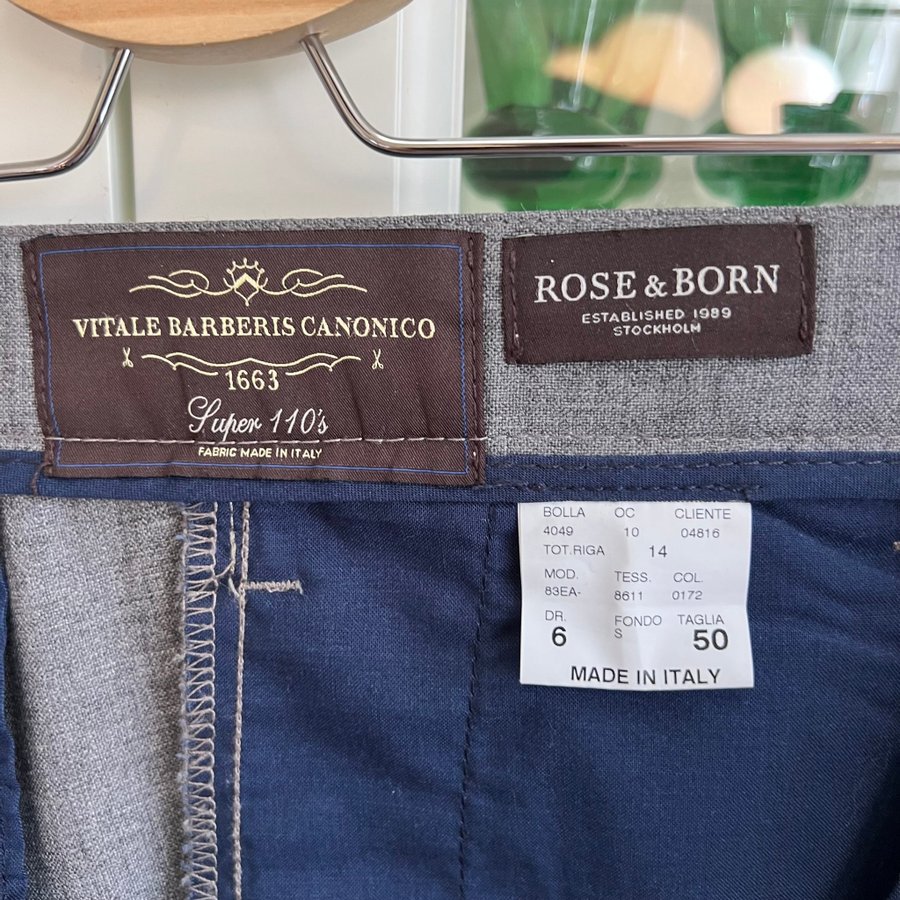 VITALE BARBERIS CANONICO
1663
Super 110's
FABRIC MADE IN ITALY
ROSE & BORN
ESTABLISHED 1989
STOCKHOLM
BOLLA OC CLIENTE
4049 10 04816
TOT.RIGA 14
MOD. TESS. COL.
83EA- 8611 0172
DR. FONDO TAGLIA
6 S 50
MADE IN ITALY